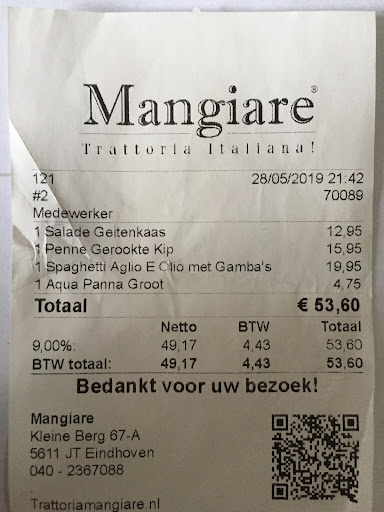 Mangiare®
Trattoria Italiana!
121 28/05/2019 21:42
#2 70089
Medewerker
1 Salade Geitenkaas 12,95
1 Penne Gerookte Kip 15,95
1 Spaghetti Aglio E Olio met Gamba's 19,95
1 Aqua Panna Groot 4,75
Totaal € 53,60
Netto BTW Totaal
9,00%: 49,17 4,43 53,60
BTW totaal: 49,17 4,43 53,60
Bedankt voor uw bezoek!
Mangiare
Kleine Berg 67-A
5611 JT Eindhoven
040 - 2367088
Trattoriamangiare.nl